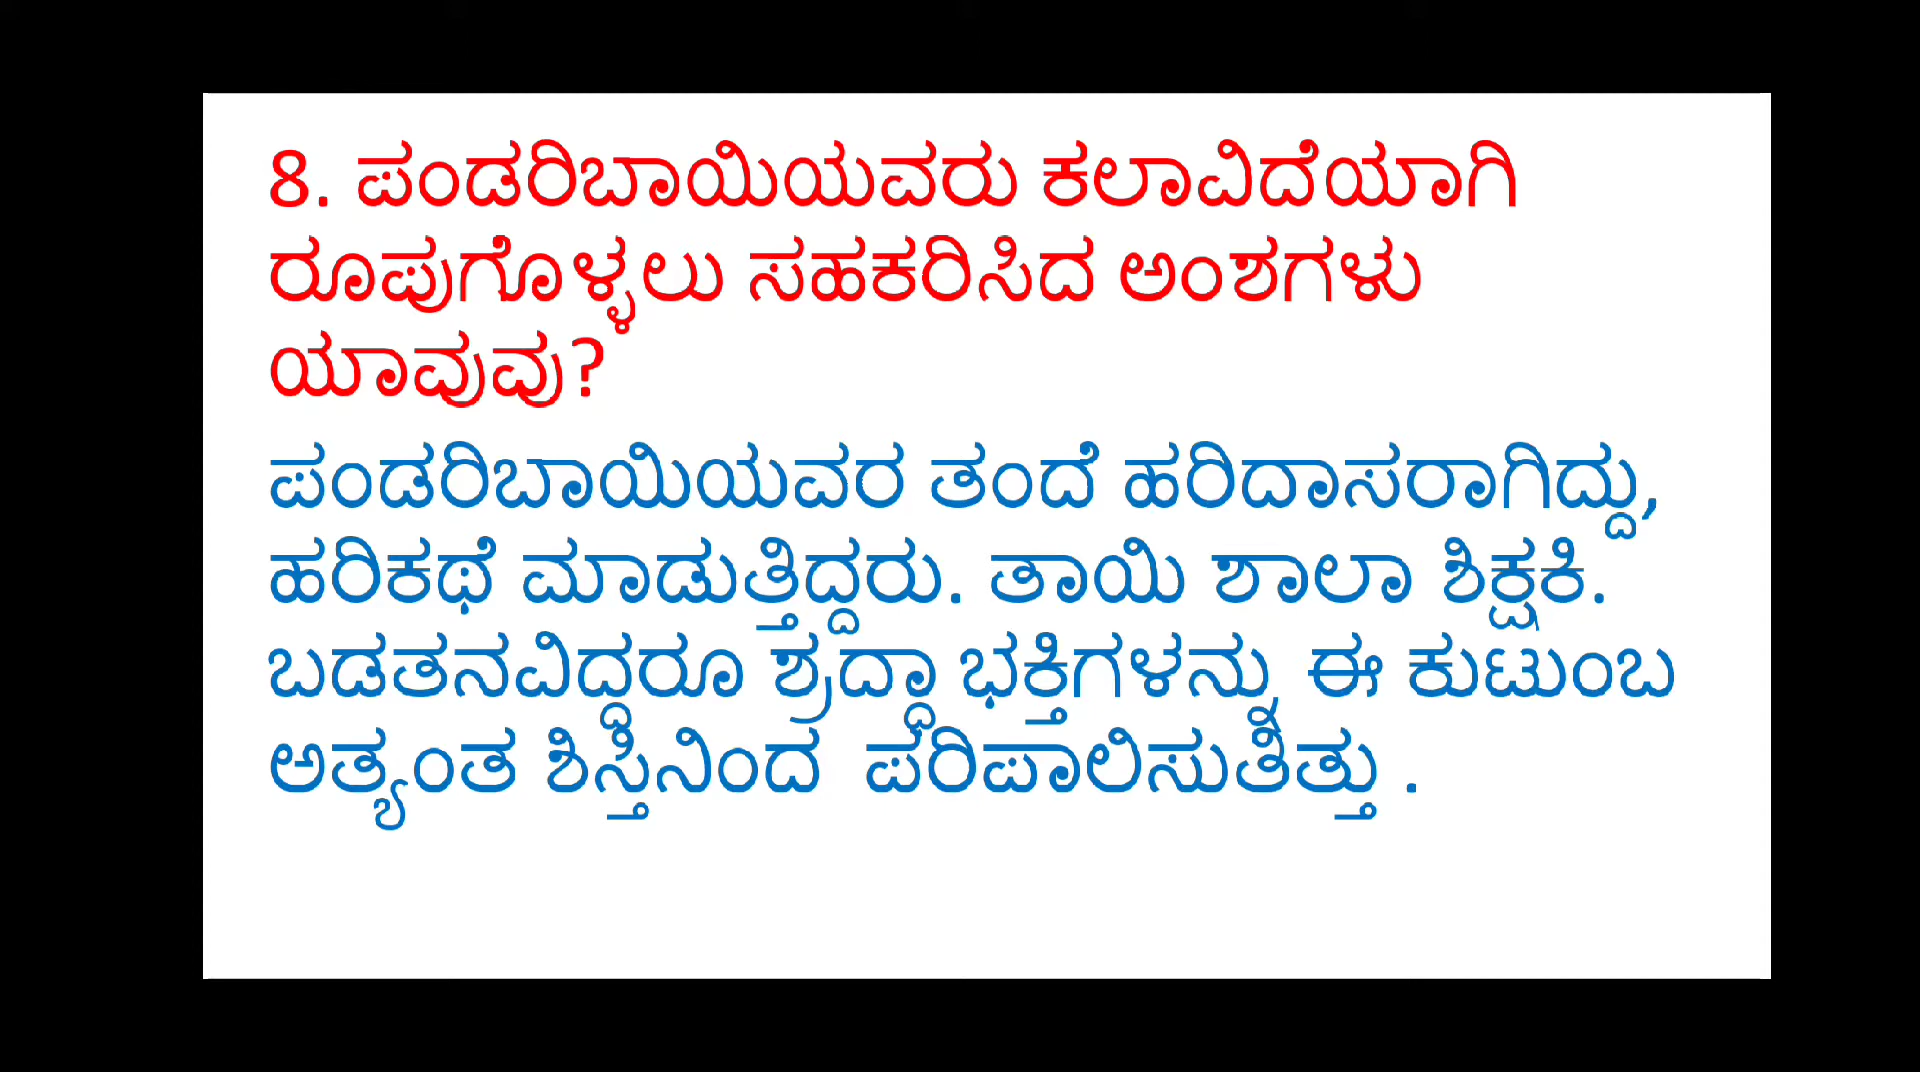 8. ಪಂಡರಿಬಾಯಿಯವರು ಕಲಾವಿದೆಯಾಗಿ
ರೂಪುಗೊಳ್ಳಲು ಸಹಕರಿಸಿದ ಅಂಶಗಳು
ಯಾವುವು?
ಪಂಡರಿಬಾಯಿಯವರ ತಂದೆ ಹರಿದಾಸರಾಗಿದ್ದು,
ಹರಿಕಥೆ ಮಾಡುತ್ತಿದ್ದರು. ತಾಯಿ ಶಾಲಾ ಶಿಕ್ಷಕಿ.
ಬಡತನವಿದ್ದರೂ ಶ್ರದ್ಧಾ ಭಕ್ತಿಗಳನ್ನು ಈ ಕುಟುಂಬ
ಅತ್ಯಂತ ಶಿಸ್ತಿನಿಂದ ಪರಿಪಾಲಿಸುತಿತ್ತು .